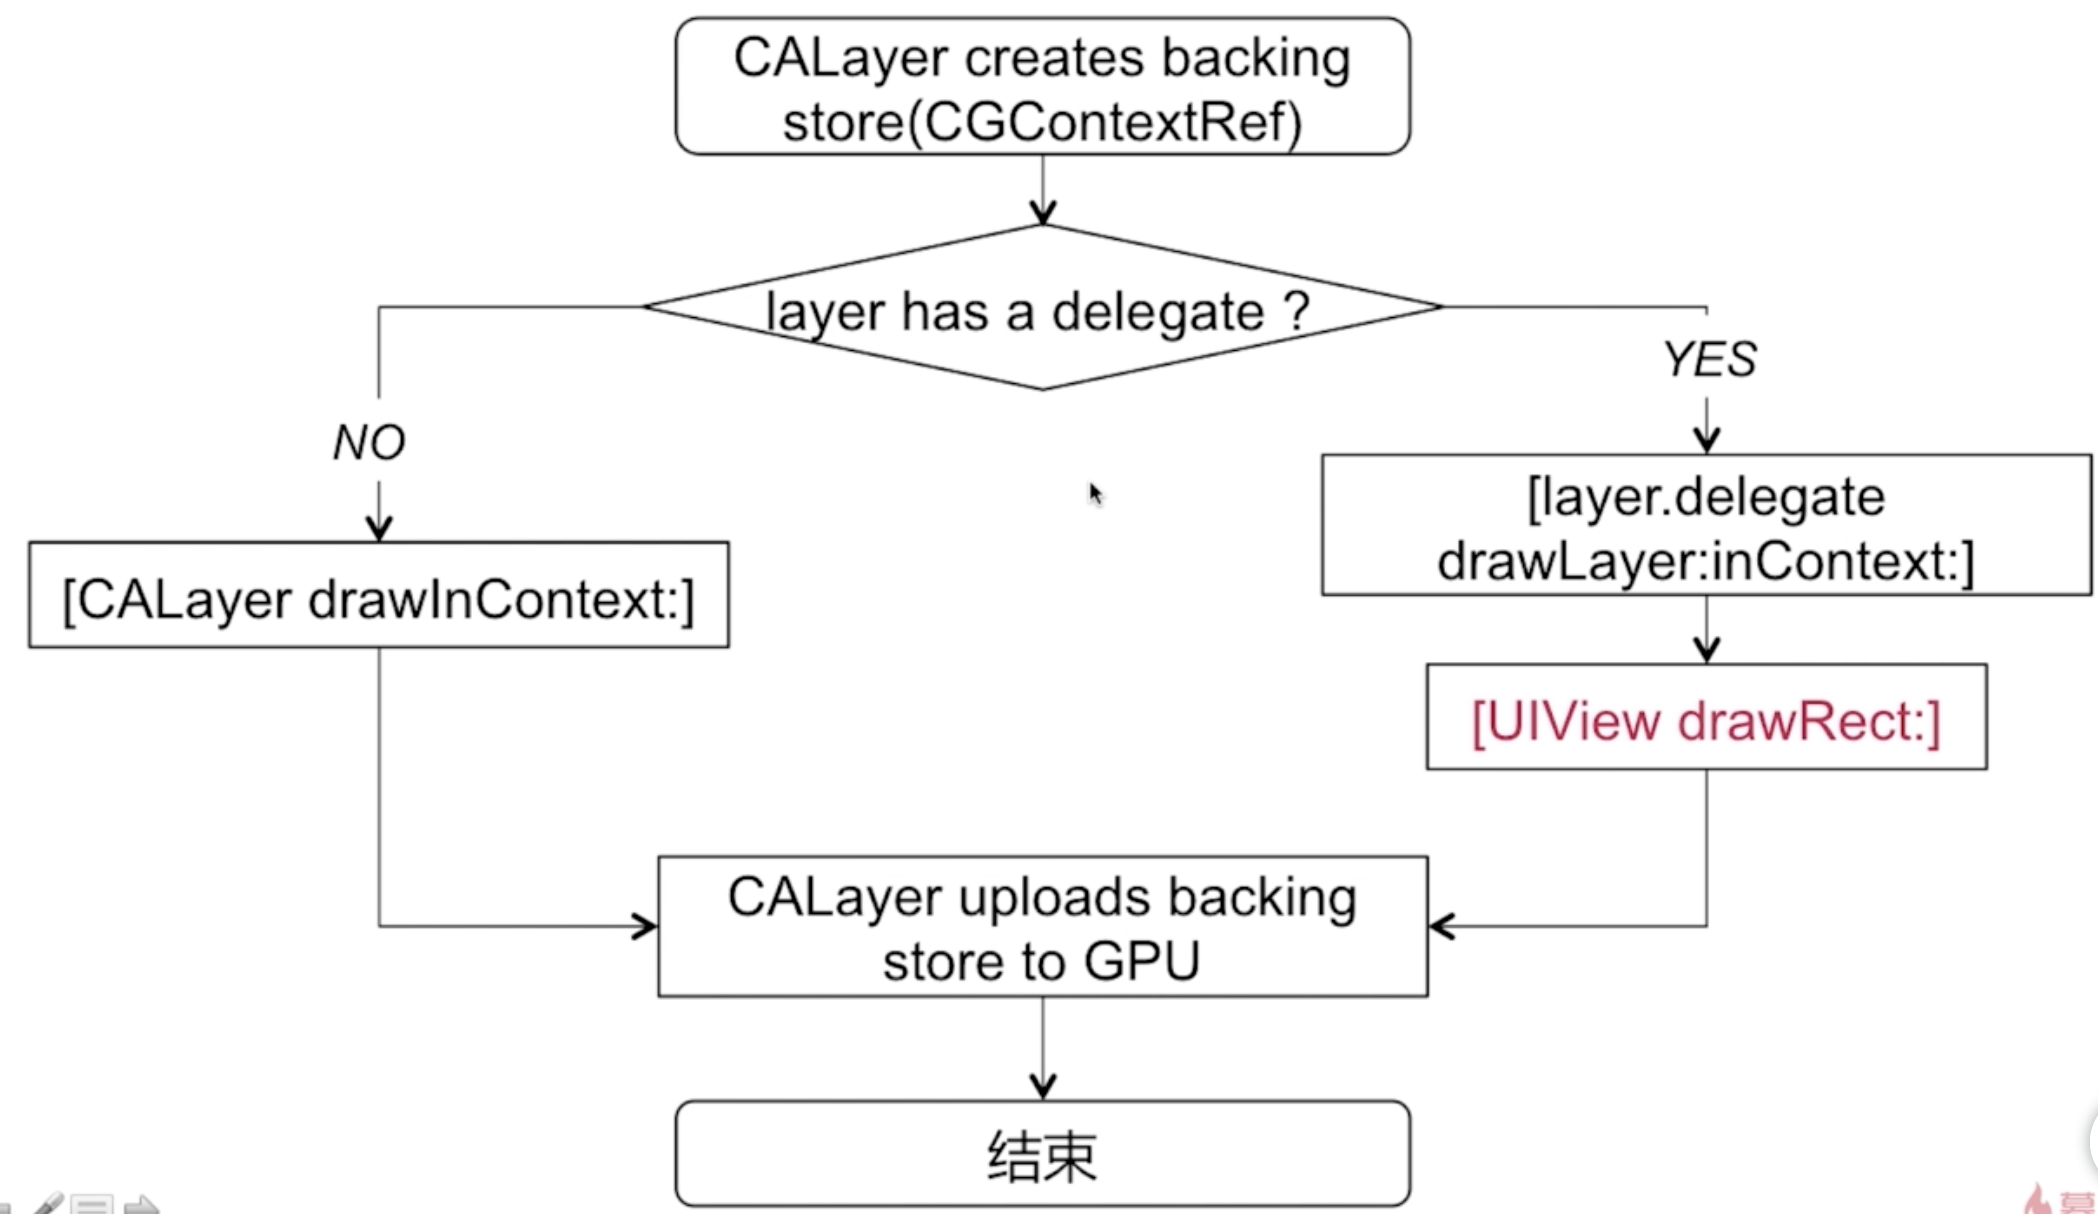 CALayer creates backing
store(CGContextRef)
layer has a delegate ?
YES
NO
[layer.delegate
drawLayer:inContext:]
[CALayer drawInContext:]
[UIView drawRect:]
CALayer uploads backing
store to GPU
结束